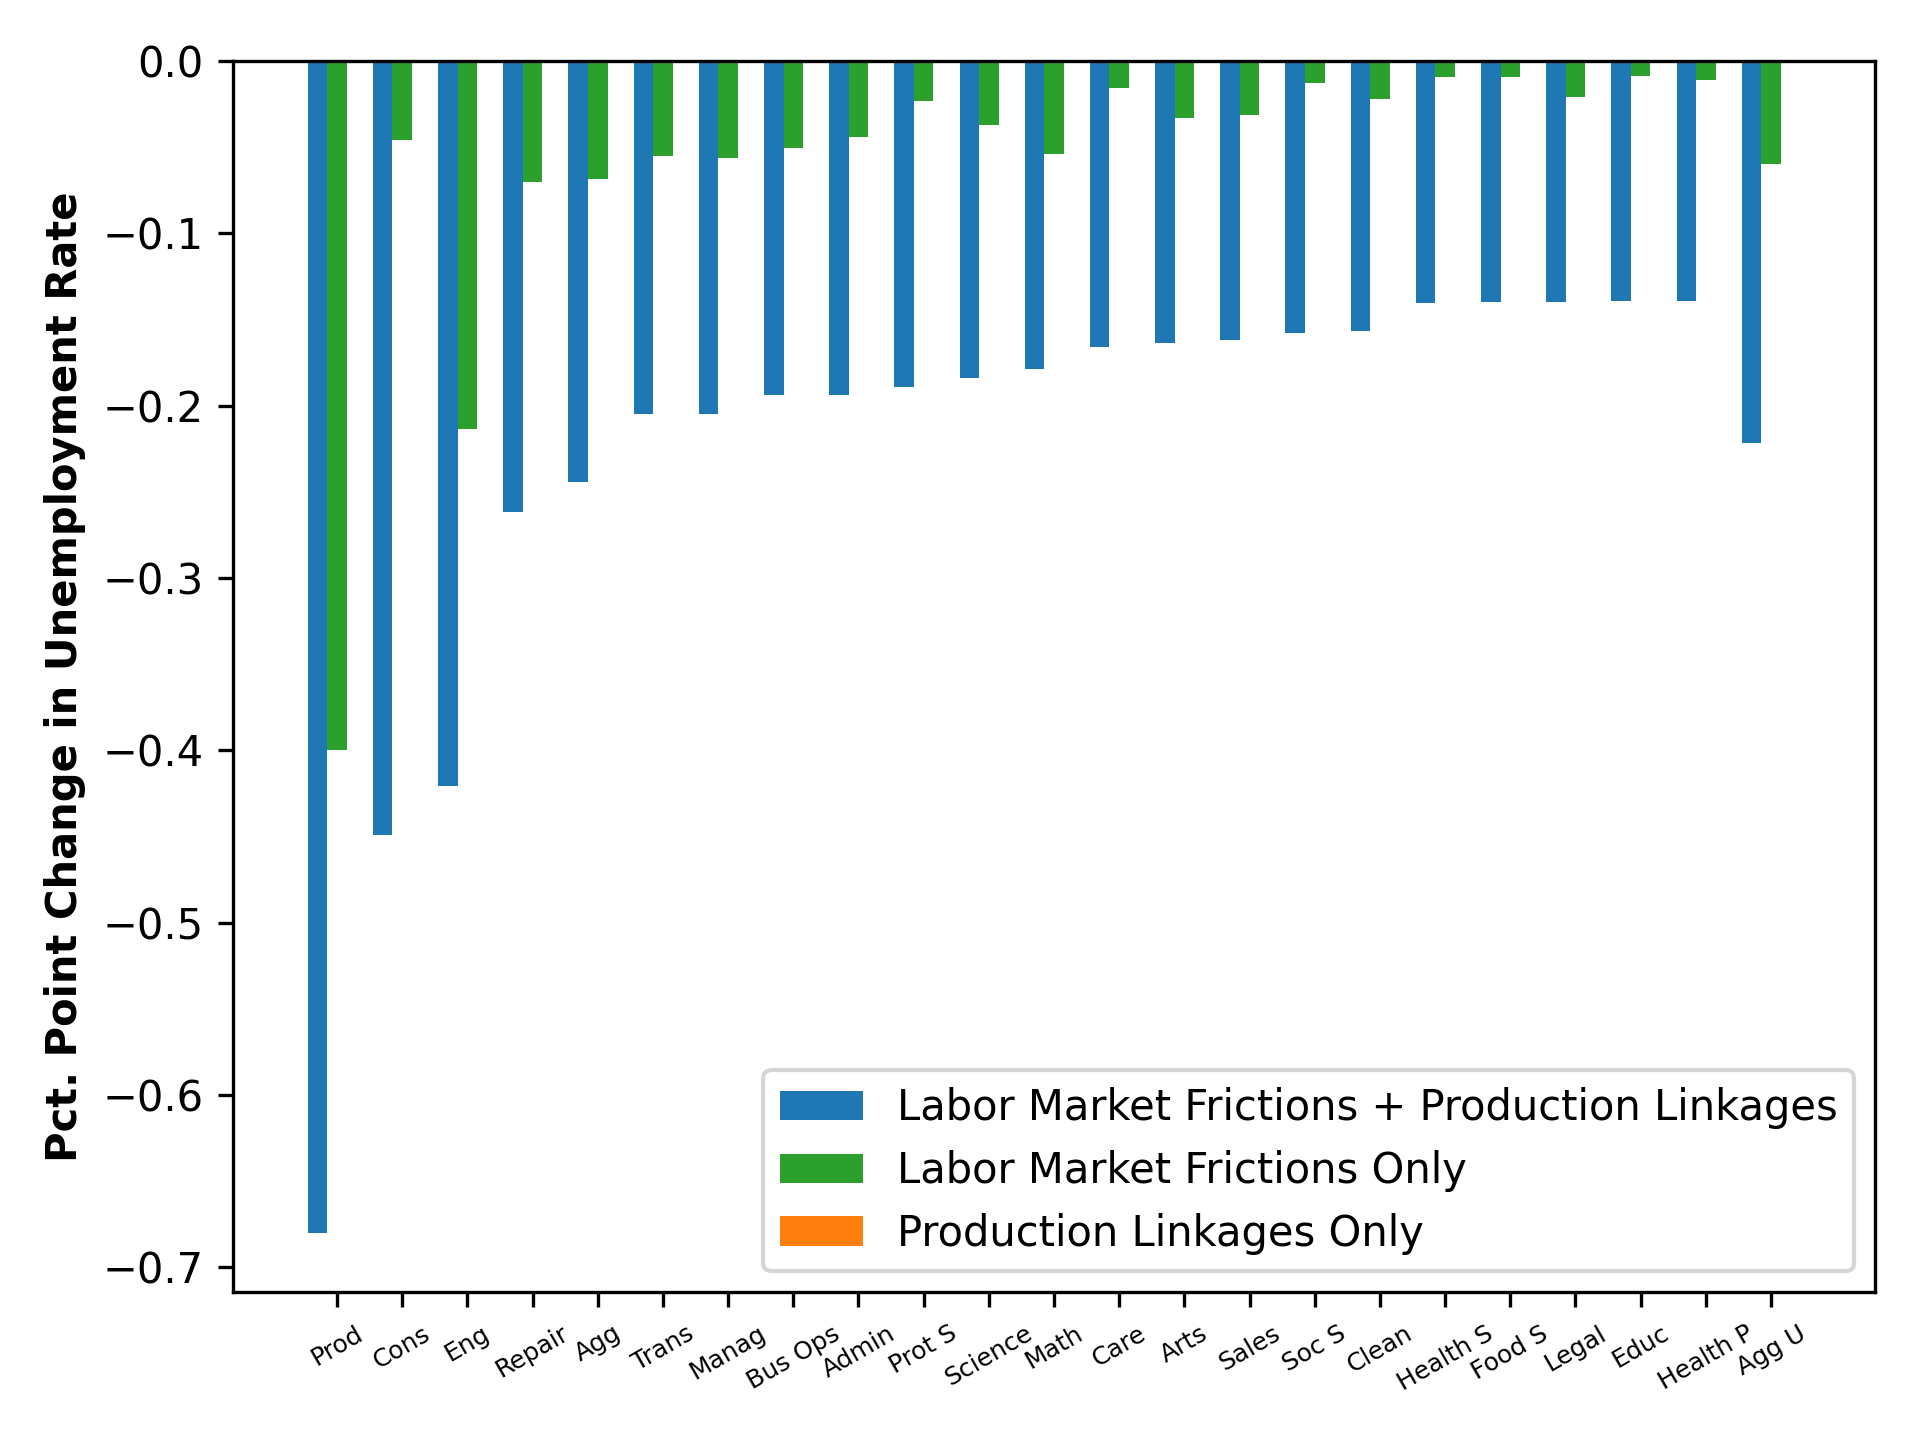 Pct. Point Change in Unemployment Rate
0.0
−0.1
−0.2
−0.3
−0.4
−0.5
−0.6
−0.7
Labor Market Frictions + Production Linkages
Labor Market Frictions Only
Production Linkages Only
Prod
Cons
Eng
Repair
Agg
Trans
Manag
Bus Ops
Admin
Prot S
Science
Math
Care
Arts
Sales
Soc S
Clean
Health S
Food S
Legal
Educ
Health P
Agg U